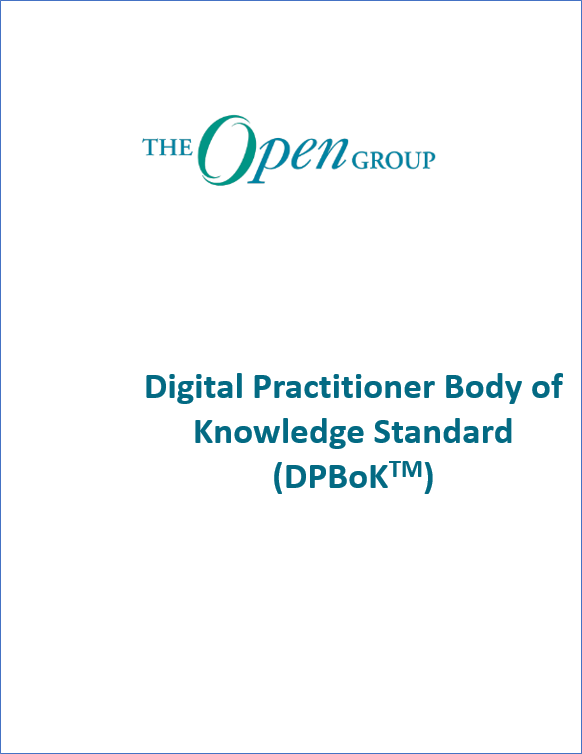 THE Open GROUP
Digital Practitioner Body of
Knowledge Standard
(DPBoK™)